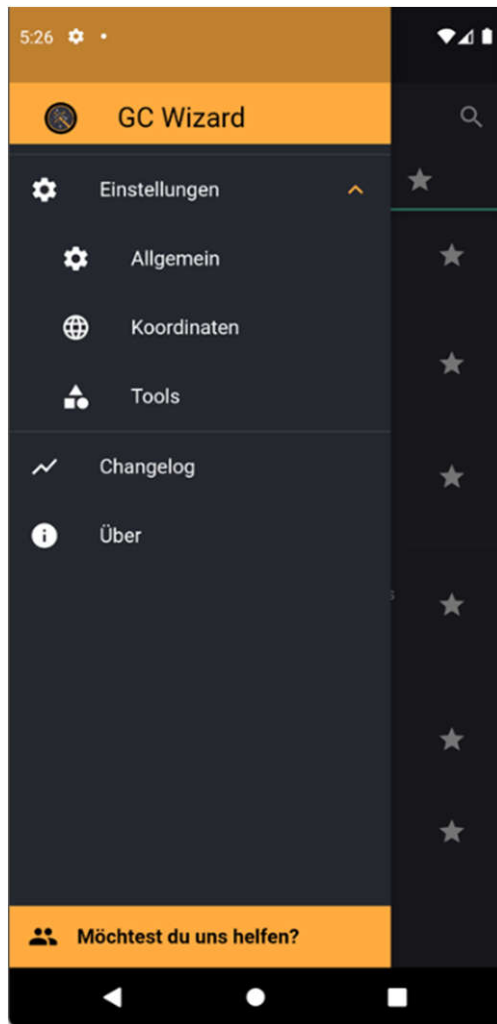 5:26
GC Wizard
Einstellungen
Allgemein
Koordinaten
Tools
Changelog
Über
Möchtest du uns helfen?